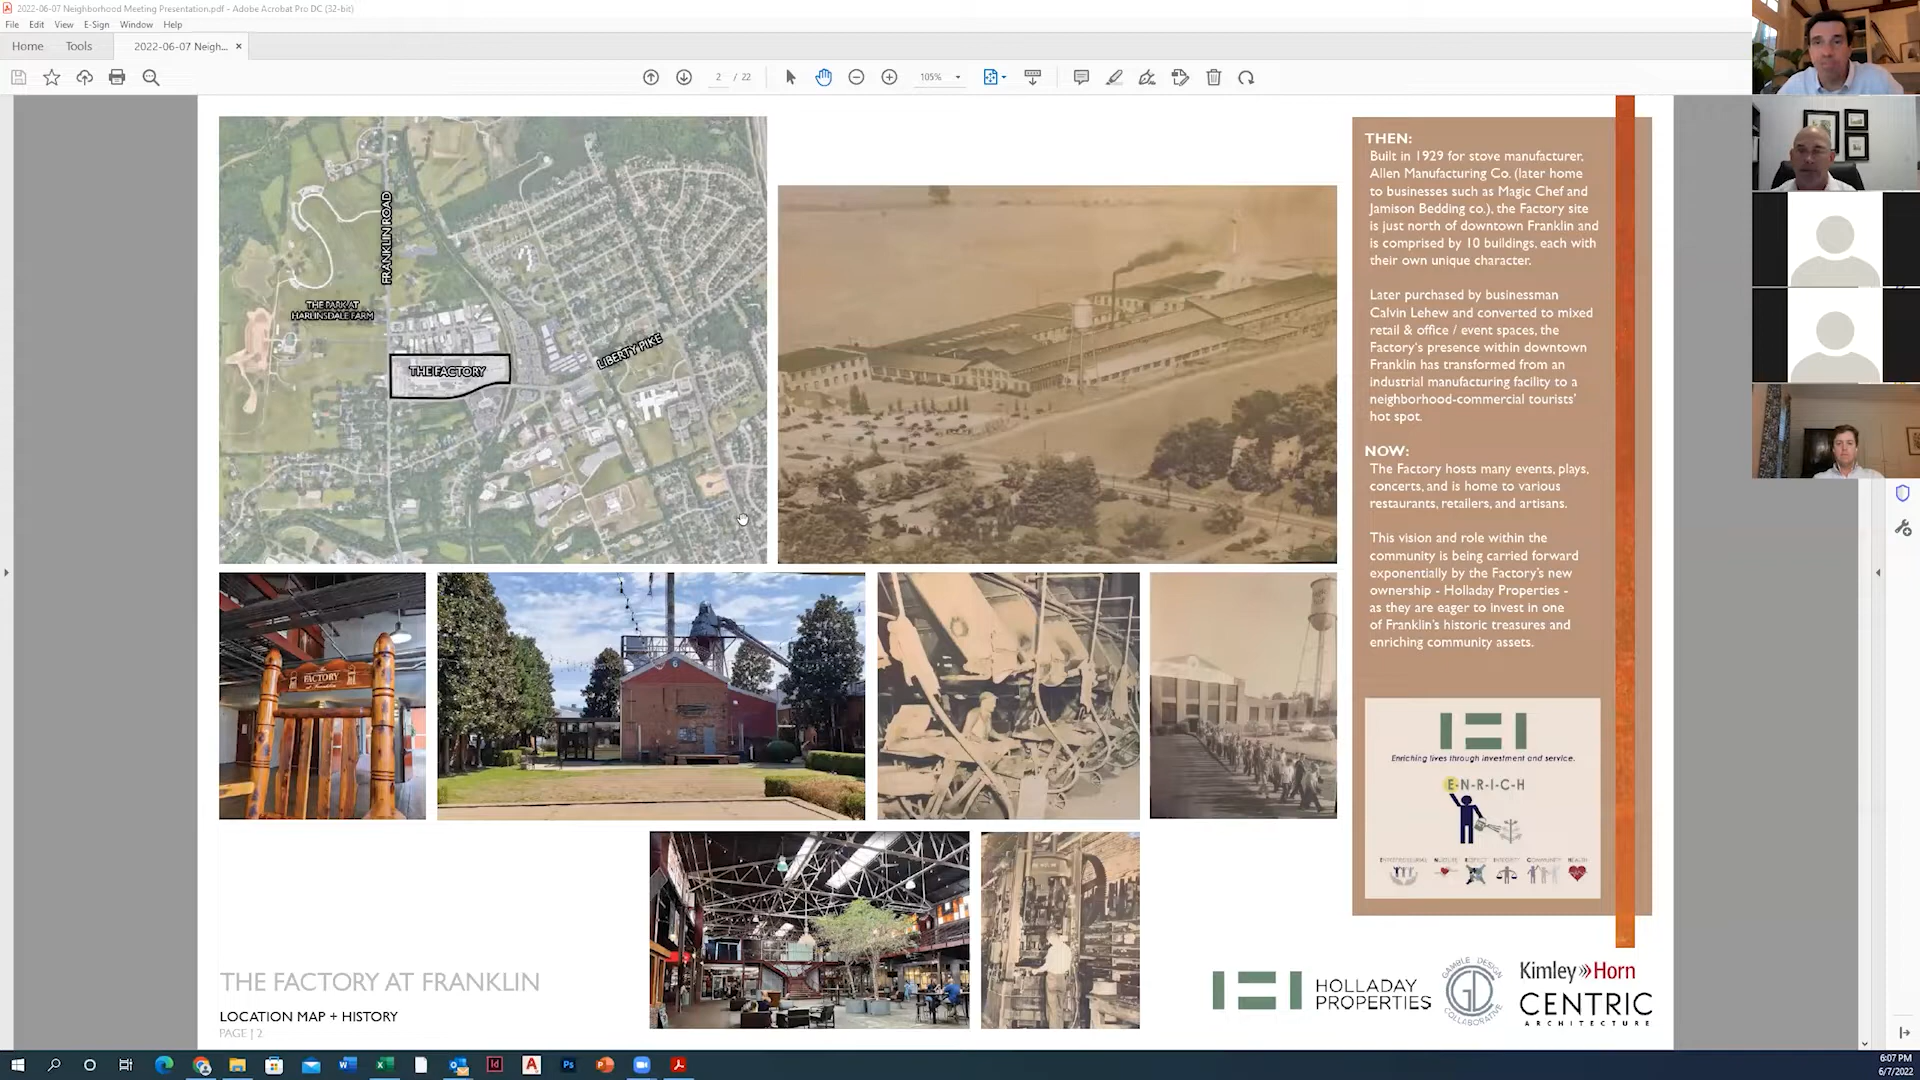 2022-06-07 Neighborhood Meeting Presentation.pdf - Adobe Acrobat Pro DC (32-bit)
File Edit View E-Sign Window Help
Home Tools 2022-06-07 Neigh... ×
2 / 22 105%
FRANKLIN ROAD
THE PARK AT
HARLINSDALE FARM
THE FACTORY
LIBERTY PIKE
THEN:
Built in 1929 for stove manufacturer,
Allen Manufacturing Co. (later home
to businesses such as Magic Chef and
Jamison Bedding co.), the Factory site
is just north of downtown Franklin and
is comprised by 10 buildings, each with
their own unique character.
Later purchased by businessman
Calvin Lehew and converted to mixed
retail & office / event spaces, the
Factory's presence within downtown
Franklin has transformed from an
industrial manufacturing facility to a
neighborhood-commercial tourists'
hot spot.
NOW:
The Factory hosts many events, plays,
concerts, and is home to various
restaurants, retailers, and artisans.
This vision and role within the
community is being carried forward
exponentially by the Factory's new
ownership - Holladay Properties -
as they are eager to invest in one
of Franklin's historic treasures and
enriching community assets.
Enriching lives through investment and service.
E-N-R-I-C-H
FACTORY
THE FACTORY AT FRANKLIN
LOCATION MAP + HISTORY
PAGE | 2
HOLLADAY
PROPERTIES
GAMBLE DESIGN
COLLABORATIVE
Kimley»Horn
CENTRIC
ARCHITECTURE
6:07 PM
6/7/2022